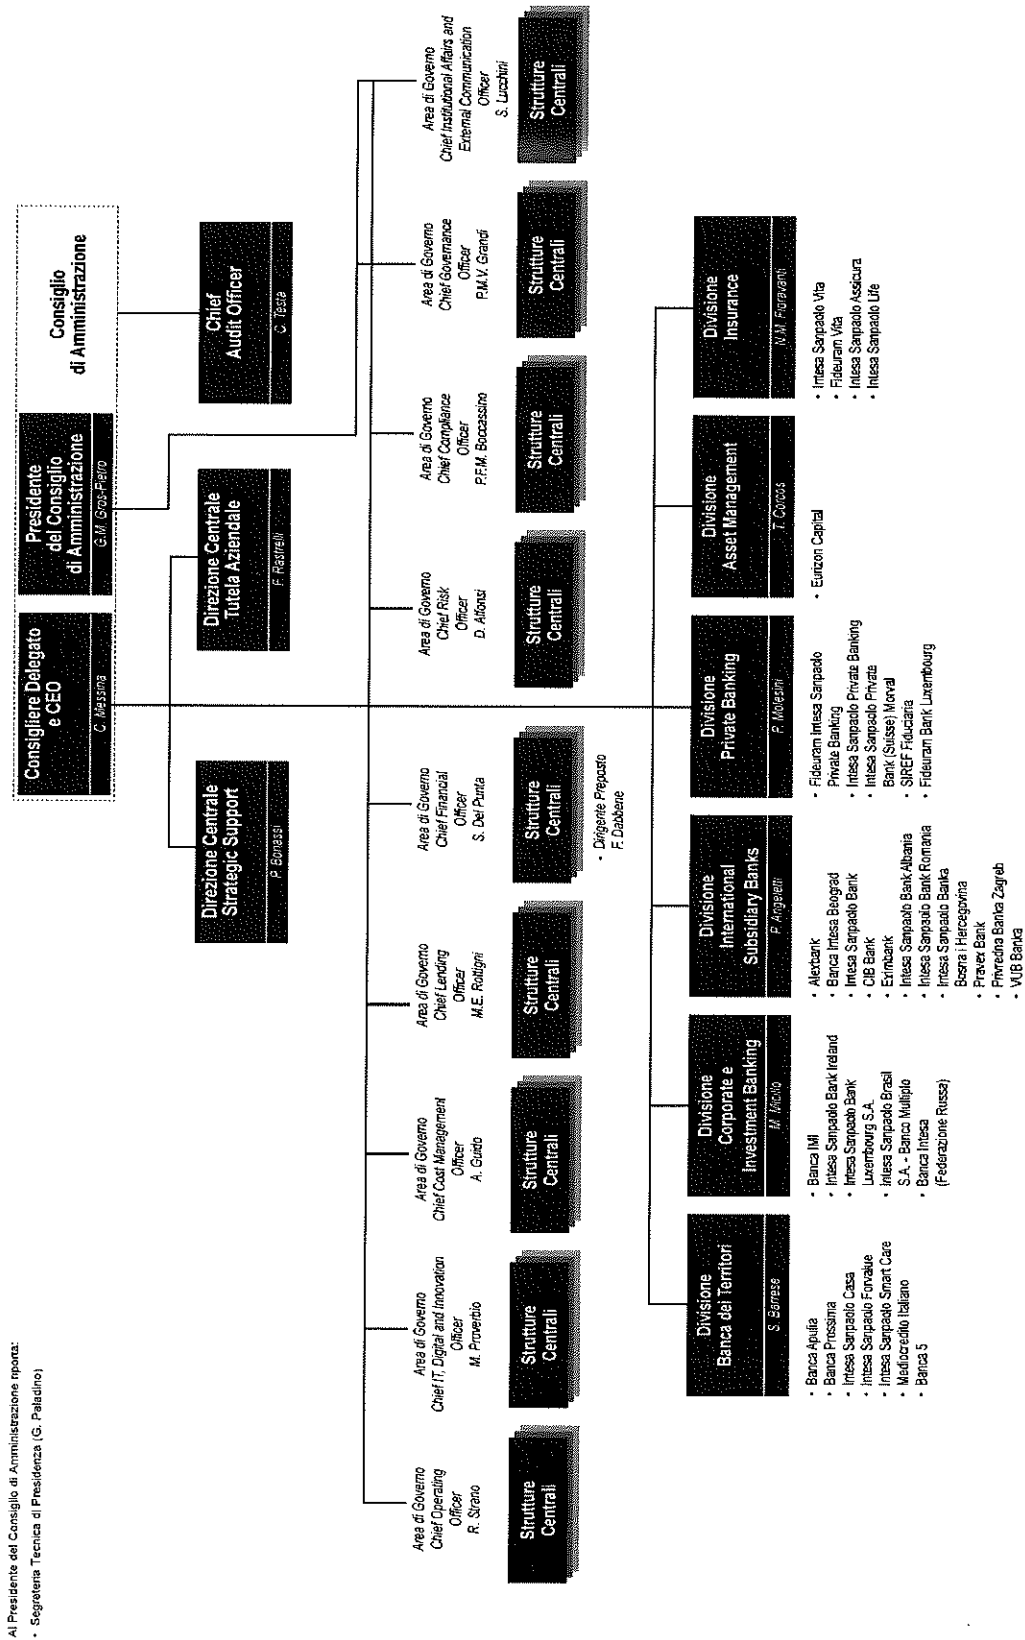 Al Presidente del Consiglio di Amministrazione riporta:
• Segreteria Tecnica di Presidenza (G. Paladino)
Consigliere Delegato
e CEO
C. Messina
Presidente
del Consiglio
di Amministrazione
G.M. Gros-Pietro
Consiglio
di Amministrazione
Direzione Centrale
Strategic Support
P. Bonassi
Direzione Centrale
Tutela Aziendale
F. Rastrelli
Chief
Audit Officer
C. Testa
Area di Governo
Chief Operating
Officer
R. Strano
Strutture
Centrali
Area di Governo
Chief IT, Digital and Innovation
Officer
M. Proverbio
Strutture
Centrali
Area di Governo
Chief Cost Management
Officer
A. Guido
Strutture
Centrali
Area di Governo
Chief Lending
Officer
M.E. Rottigni
Strutture
Centrali
Area di Governo
Chief Financial
Officer
S. Del Punta
Strutture
Centrali
• Dirigente Preposto
F. Dabbene
Area di Governo
Chief Risk
Officer
D. Alfonsi
Strutture
Centrali
Area di Governo
Chief Compliance
Officer
P.F.M. Boccassino
Strutture
Centrali
Area di Governo
Chief Governance
Officer
P.M.V. Grandi
Strutture
Centrali
Area di Governo
Chief Institutional Affairs and
External Communication
Officer
S. Lucchini
Strutture
Centrali
Divisione
Banca dei Territori
S. Barrese
• Banca Apulia
• Banca Prossima
• Intesa Sanpaolo Casa
• Intesa Sanpaolo Forvalue
• Intesa Sanpaolo Smart Care
• Mediocredito Italiano
• Banca 5
Divisione
Corporate e
Investment Banking
M. Micillo
• Banca IMI
• Intesa Sanpaolo Bank Ireland
• Intesa Sanpaolo Bank
Luxembourg S.A.
• Intesa Sanpaolo Brasil
S.A. - Banco Multiplo
• Banca Intesa
(Federazione Russa)
Divisione
International
Subsidiary Banks
P. Angeletti
• Alexbank
• Banca Intesa Beograd
• Intesa Sanpaolo Bank
• CIB Bank
• Eximbank
• Intesa Sanpaolo Bank Albania
• Intesa Sanpaolo Bank Romania
• Intesa Sanpaolo Banka
Bosna i Hercegovina
• Pravex Bank
• Privredna Banka Zagreb
• VUB Banka
Divisione
Private Banking
P. Molesini
• Fideuram Intesa Sanpaolo
Private Banking
• Intesa Sanpaolo Private Banking
• Intesa Sanpaolo Private
Bank (Suisse) Morval
• SIREF Fiduciaria
• Fideuram Bank Luxembourg
Divisione
Asset Management
T. Corcos
• Eurizon Capital
Divisione
Insurance
N.M. Fioravanti
• Intesa Sanpaolo Vita
• Fideuram Vita
• Intesa Sanpaolo Assicura
• Intesa Sanpaolo Life